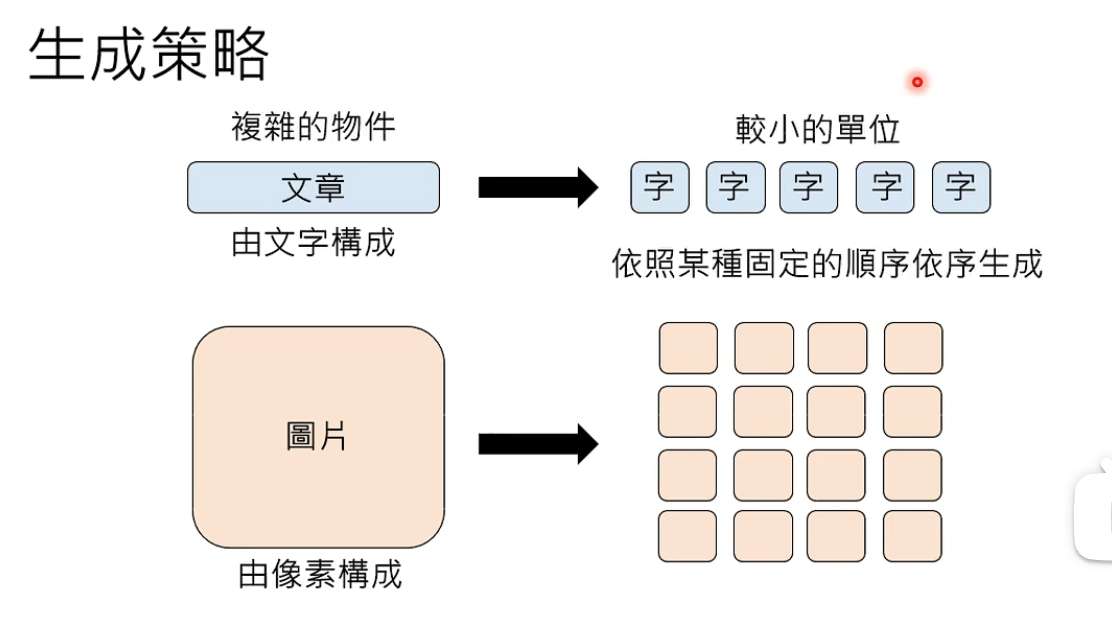 生成策略
複雜的物件
較小的單位
文章
字 字 字 字 字
由文字構成
依照某種固定的順序依序生成
圖片
由像素構成